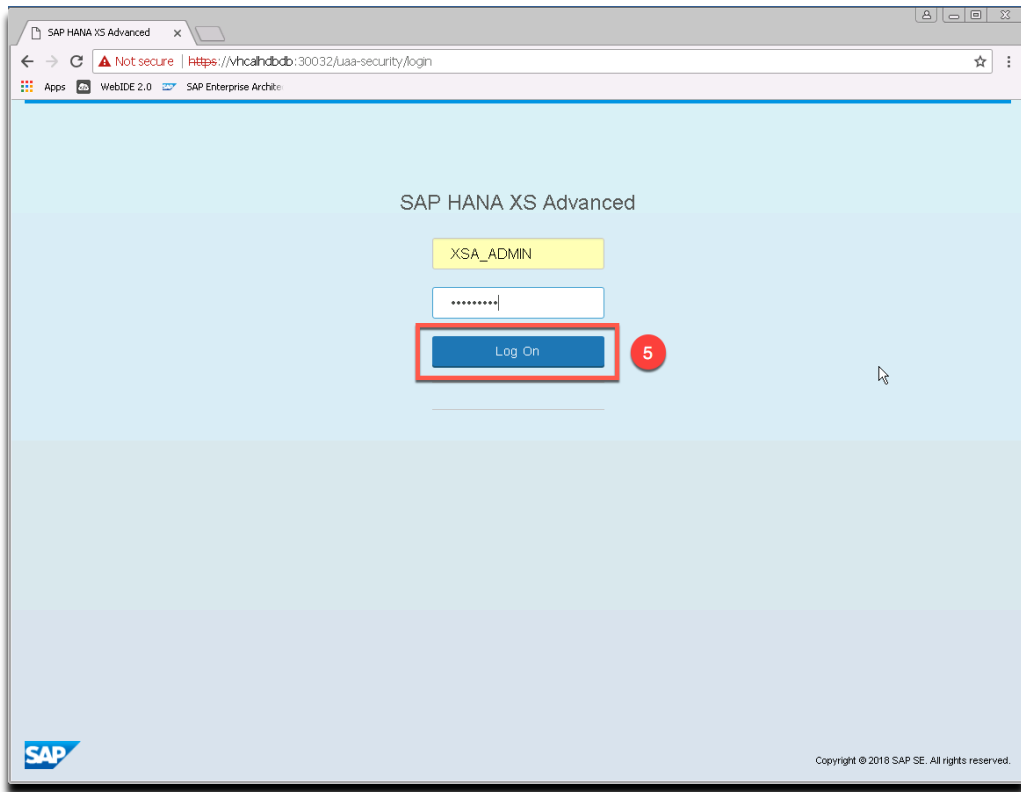 SAP HANA XS Advanced
Not secure | https://vhcalhdbdb:30032/uaa-security/login
Apps WebIDE 2.0 SAP Enterprise Archite
SAP HANA XS Advanced
XSA_ADMIN
•••••••••
Log On
5
SAP
Copyright © 2018 SAP SE. All rights reserved.